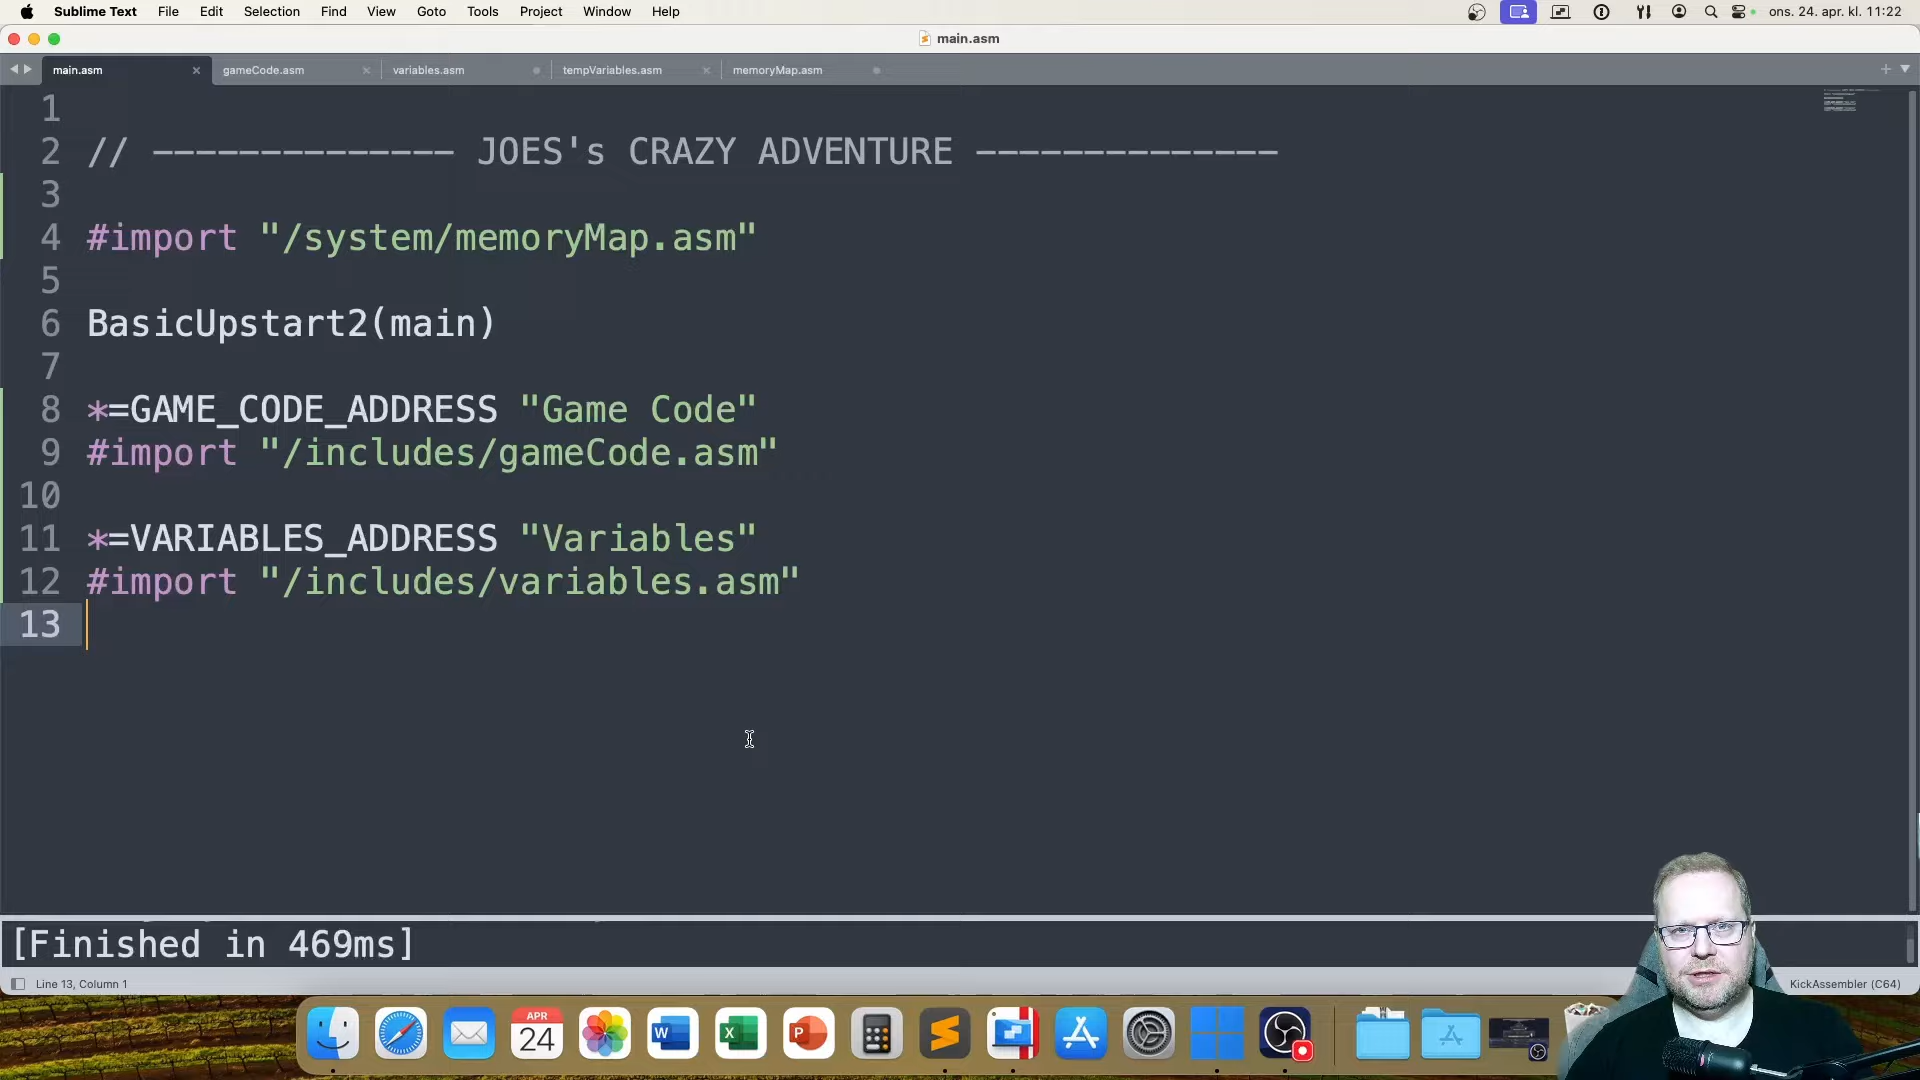 Sublime Text File Edit Selection Find View Goto Tools Project Window Help ons. 24. apr. kl. 11:22
main.asm
main.asm gameCode.asm variables.asm tempVariables.asm memoryMap.asm
1
2 // -------------- JOES's CRAZY ADVENTURE --------------
3
4 #import "/system/memoryMap.asm"
5
6 BasicUpstart2(main)
7
8 *=GAME_CODE_ADDRESS "Game Code"
9 #import "/includes/gameCode.asm"
10
11 *=VARIABLES_ADDRESS "Variables"
12 #import "/includes/variables.asm"
13
[Finished in 469ms]
Line 13, Column 1 KickAssembler (C64)
APR
24
W X P